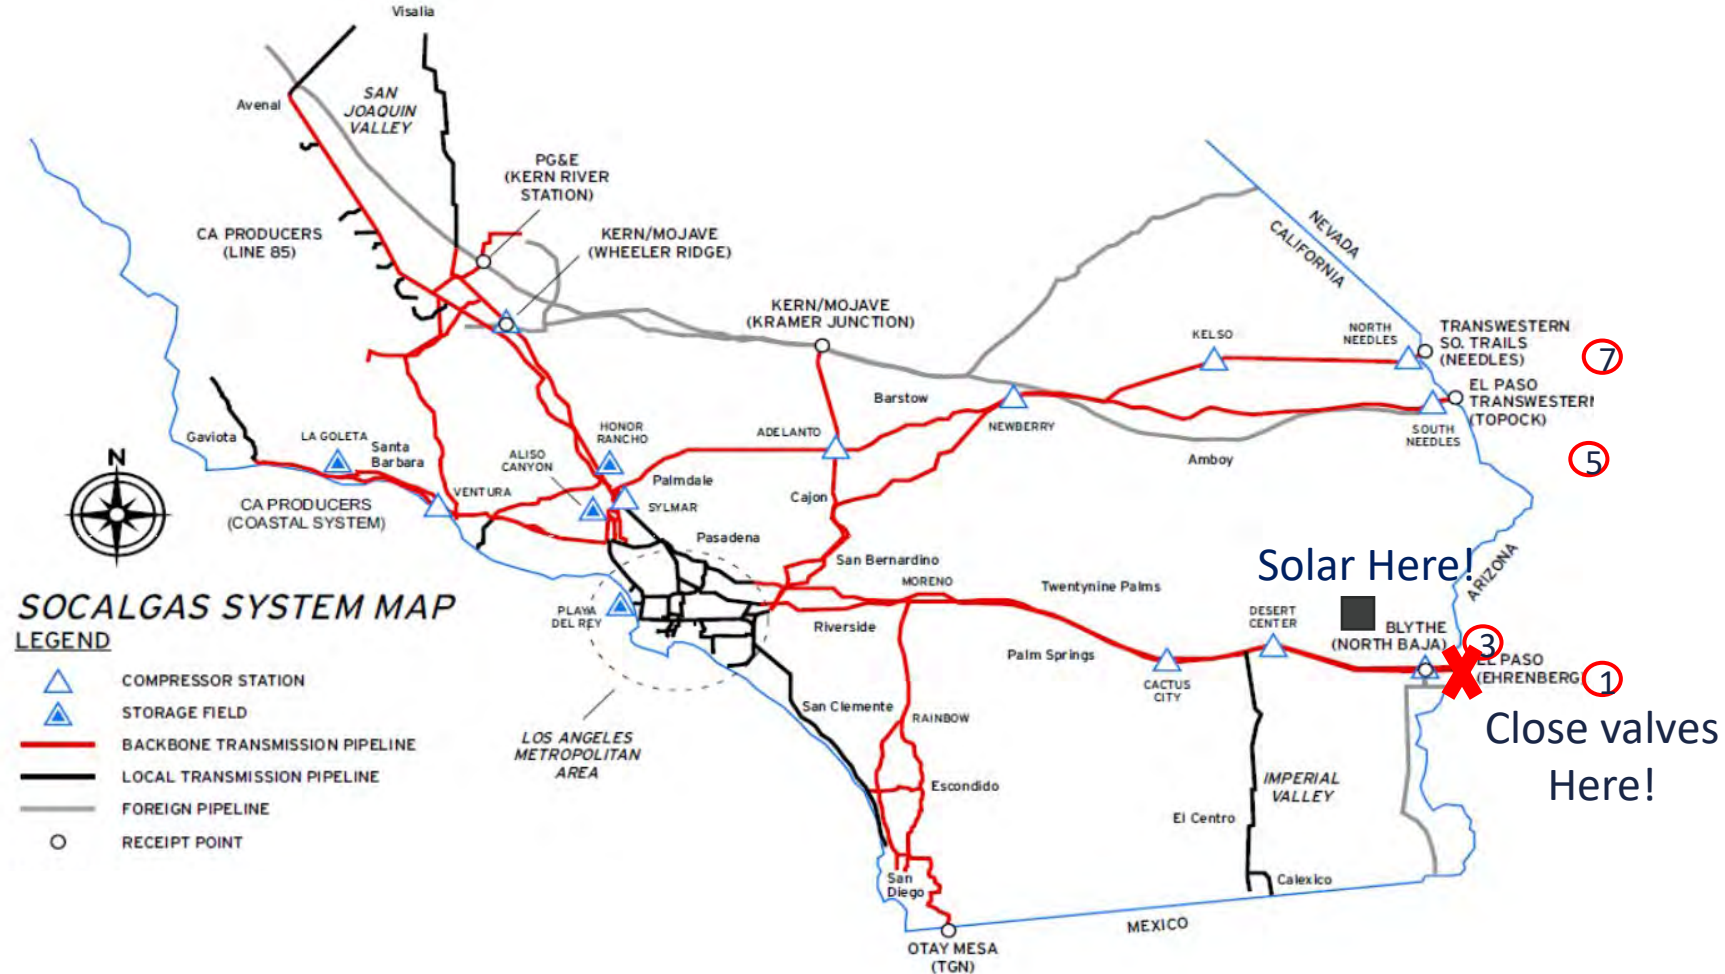 Visalia
Avenal
SAN
JOAQUIN
VALLEY
PG&E
(KERN RIVER
STATION)
CA PRODUCERS
(LINE 85)
KERN/MOJAVE
(WHEELER RIDGE)
KERN/MOJAVE
(KRAMER JUNCTION)
NEVADA
CALIFORNIA
KELSO
NORTH
NEEDLES
TRANSWESTERN
SO. TRAILS
(NEEDLES)
7
EL PASO
TRANSWESTERN
(TOPOCK)
Barstow
NEWBERRY
SOUTH
NEEDLES
Amboy
5
Gaviota
LA GOLETA
Santa
Barbara
HONOR
RANCHO
ALISO
CANYON
ADELANTO
N
CA PRODUCERS
(COASTAL SYSTEM)
VENTURA
Palmdale
SYLMAR
Cajon
Pasadena
San Bernardino
Solar Here!
ARIZONA
MORENO
Twentynine Palms
PLAYA
DEL REY
Riverside
DESERT
CENTER
BLYTHE
(NORTH BAJA)
3
Palm Springs
CACTUS
CITY
EL PASO
(EHRENBERG
1
Close valves
Here!
SOCALGAS SYSTEM MAP
LEGEND
COMPRESSOR STATION
STORAGE FIELD
BACKBONE TRANSMISSION PIPELINE
LOCAL TRANSMISSION PIPELINE
FOREIGN PIPELINE
RECEIPT POINT
LOS ANGELES
METROPOLITAN
AREA
San Clemente
RAINBOW
Escondido
IMPERIAL
VALLEY
El Centro
San
Diego
Calexico
MEXICO
OTAY MESA
(TGN)